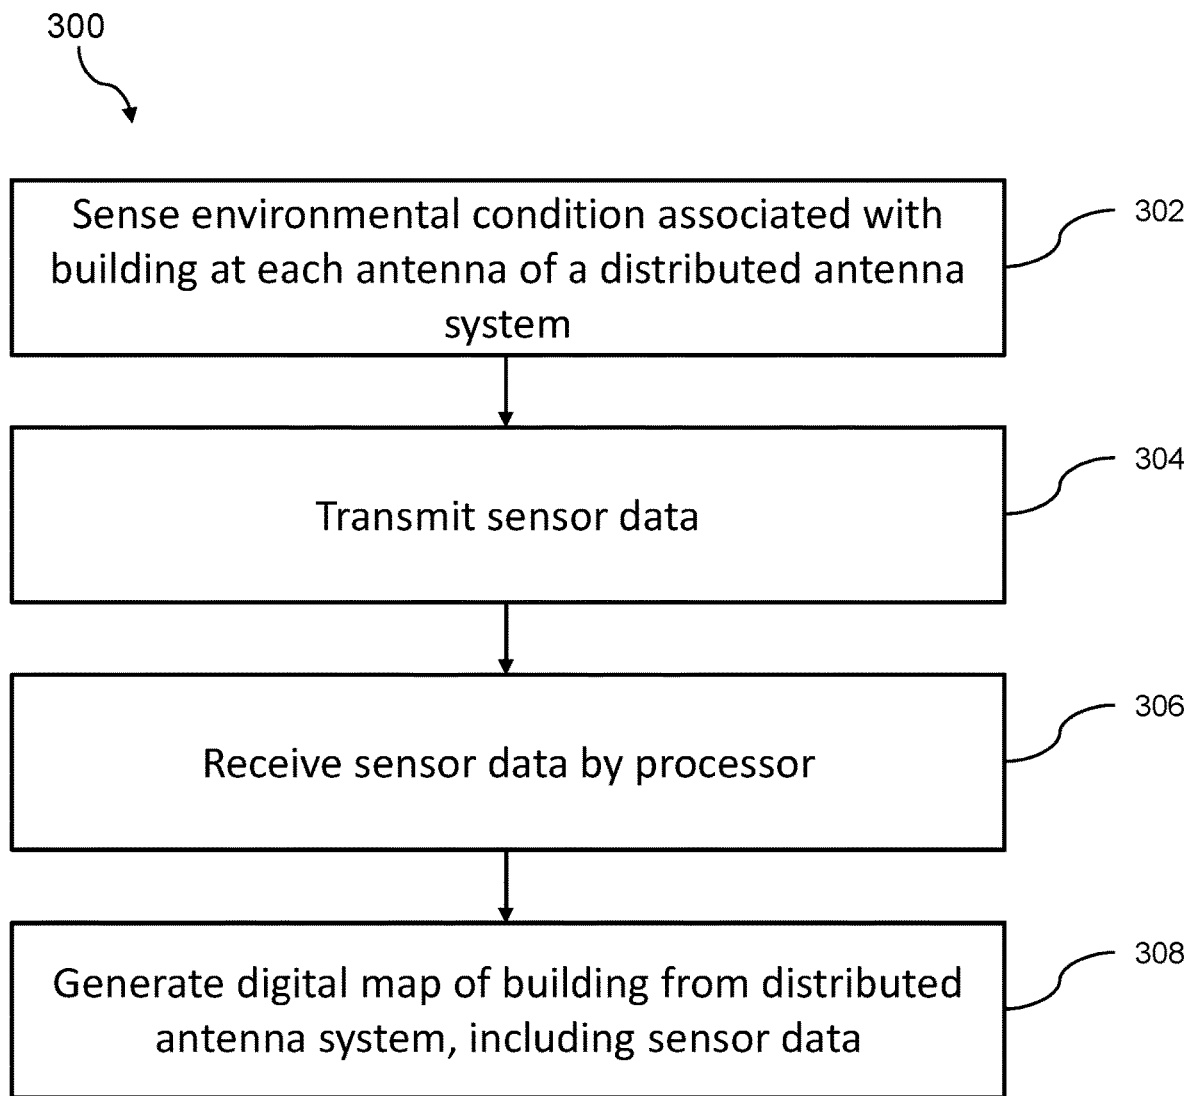 300
Sense environmental condition associated with
building at each antenna of a distributed antenna
system
302
Transmit sensor data
304
Receive sensor data by processor
306
Generate digital map of building from distributed
antenna system, including sensor data
308